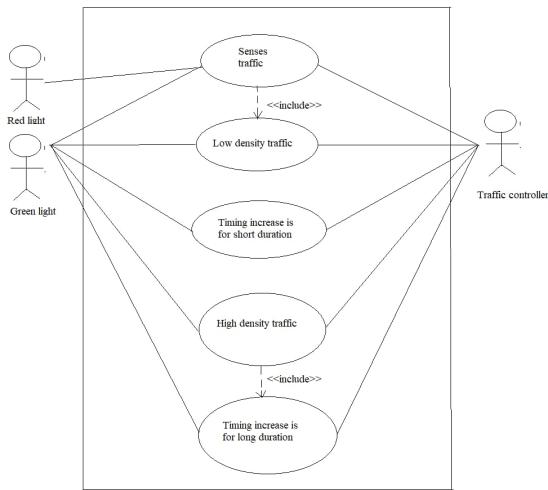 Senses
traffic
<<include>>
Red light
Low density traffic
Green light
Traffic controller
Timing increase is
for short duration
High density traffic
<<include>>
Timing increase is
for long duration